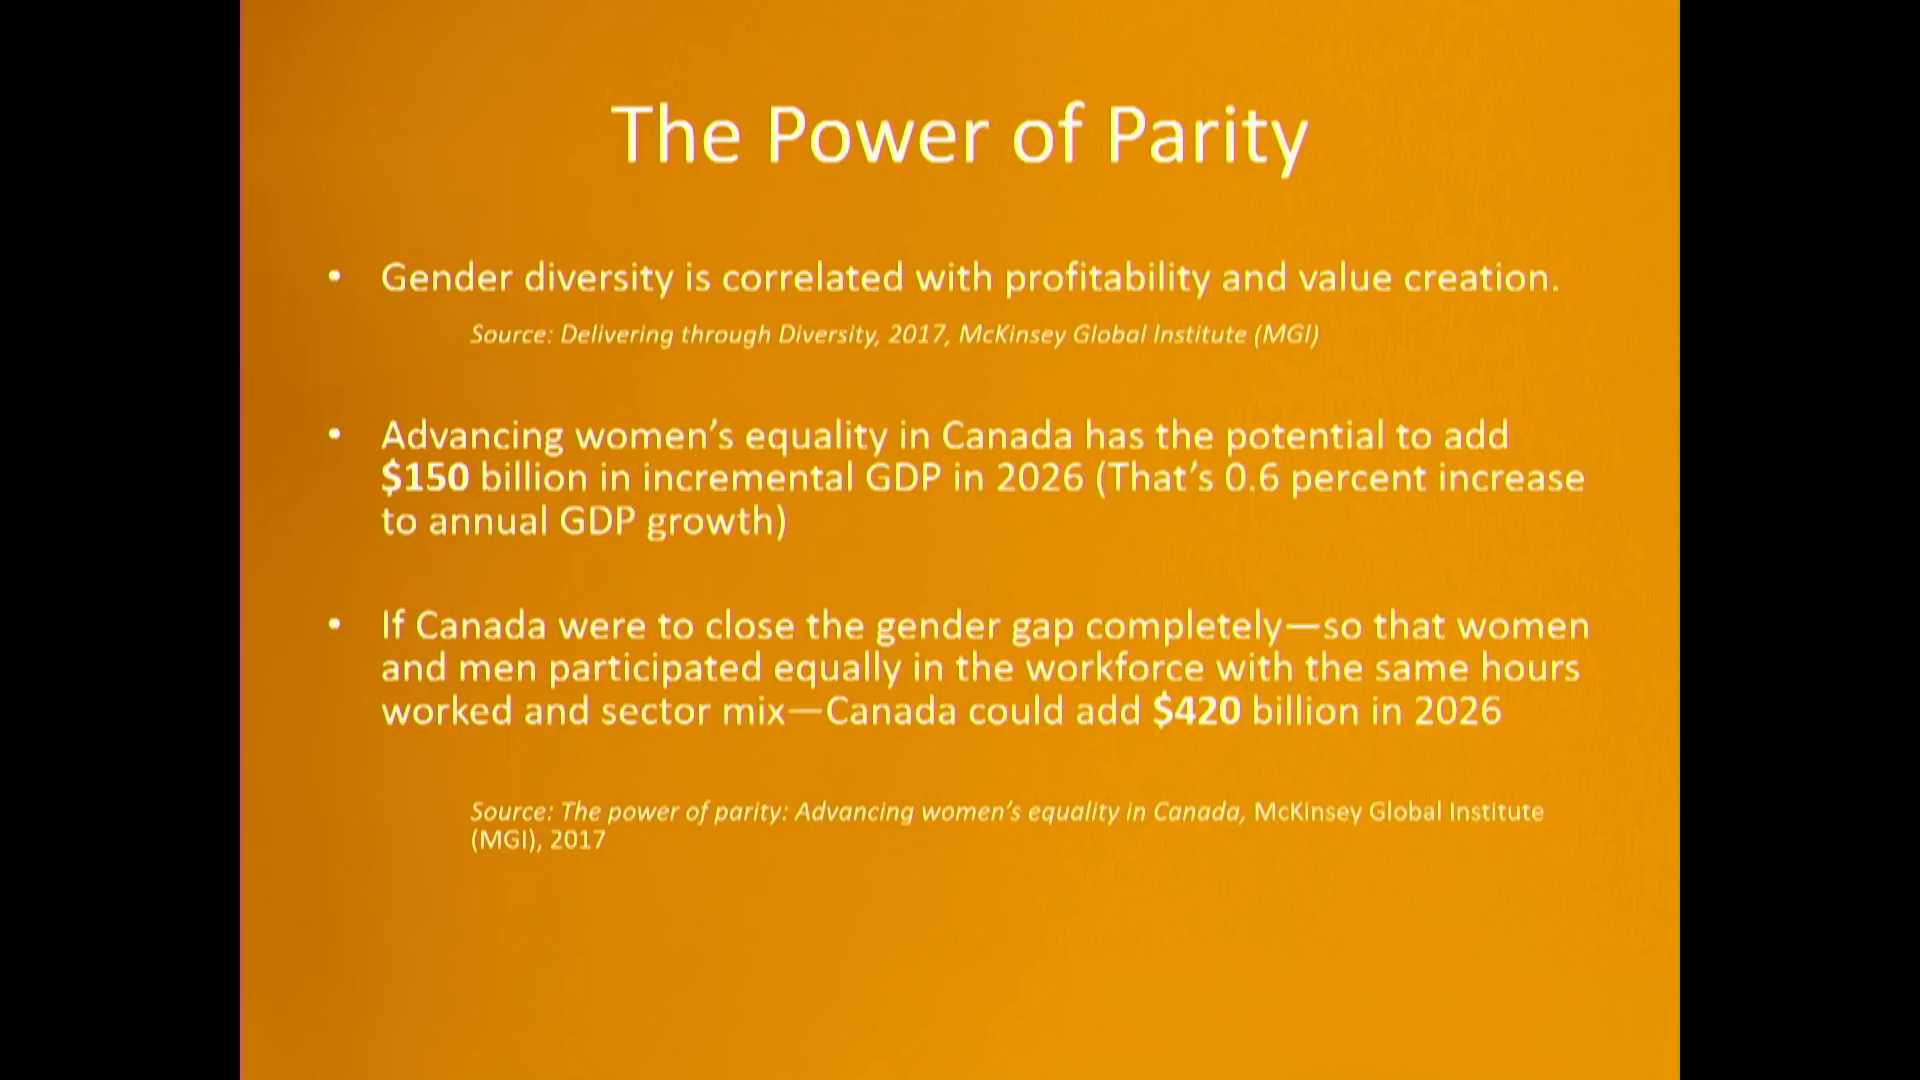 The Power of Parity
• Gender diversity is correlated with profitability and value creation.
Source: Delivering through Diversity, 2017, McKinsey Global Institute (MGI)
• Advancing women’s equality in Canada has the potential to add
$150 billion in incremental GDP in 2026 (That’s 0.6 percent increase
to annual GDP growth)
• If Canada were to close the gender gap completely—so that women
and men participated equally in the workforce with the same hours
worked and sector mix—Canada could add $420 billion in 2026
Source: The power of parity: Advancing women’s equality in Canada, McKinsey Global Institute
(MGI), 2017